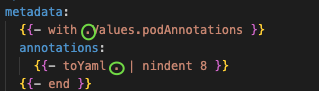 metadata:
  {{- with .Values.podAnnotations }}
  annotations:
    {{- toYaml . | nindent 8 }}
  {{- end }}